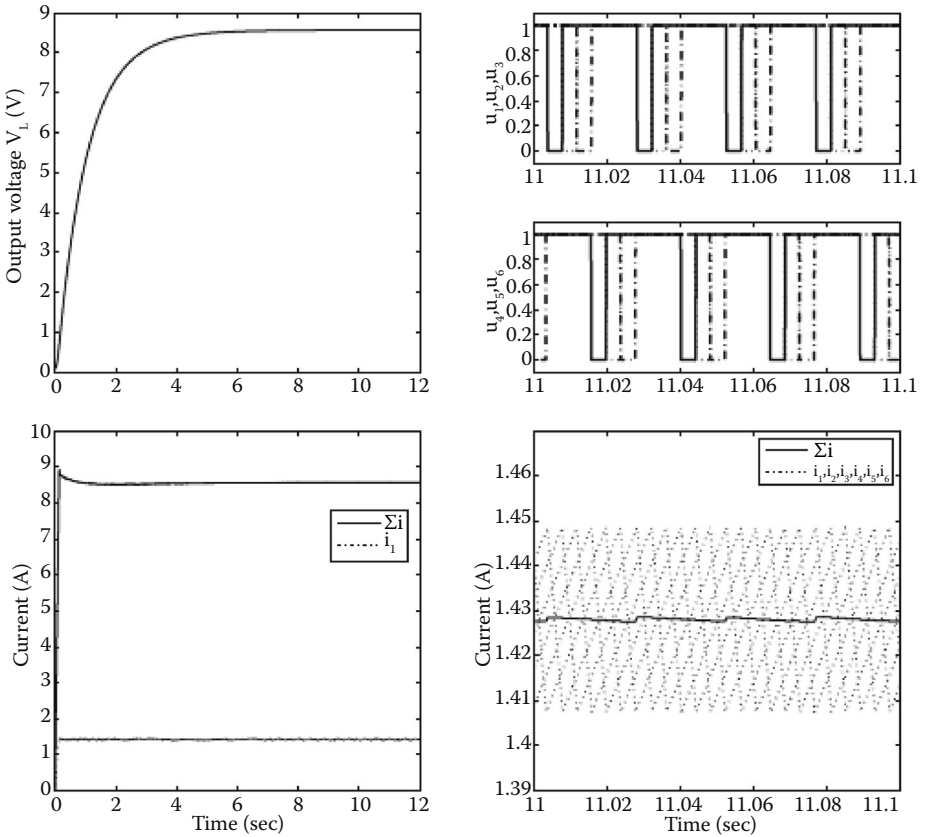 9
8
7
6
5
4
3
2
1
0
0 2 4 6 8 10 12
Output voltage V_L (V)
1
0.8
0.6
0.4
0.2
0
u_1,u_2,u_3
11 11.02 11.04 11.06 11.08 11.1
1
0.8
0.6
0.4
0.2
0
u_4,u_5,u_6
11 11.02 11.04 11.06 11.08 11.1
10
9
8
7
6
5
4
3
2
1
0
Current (A)
Σi
i_1
0 2 4 6 8 10 12
Time (sec)
1.46
1.45
1.44
1.43
1.42
1.41
1.4
1.39
Current (A)
Σi
i_1,i_2,i_3,i_4,i_5,i_6
11 11.02 11.04 11.06 11.08 11.1
Time (sec)